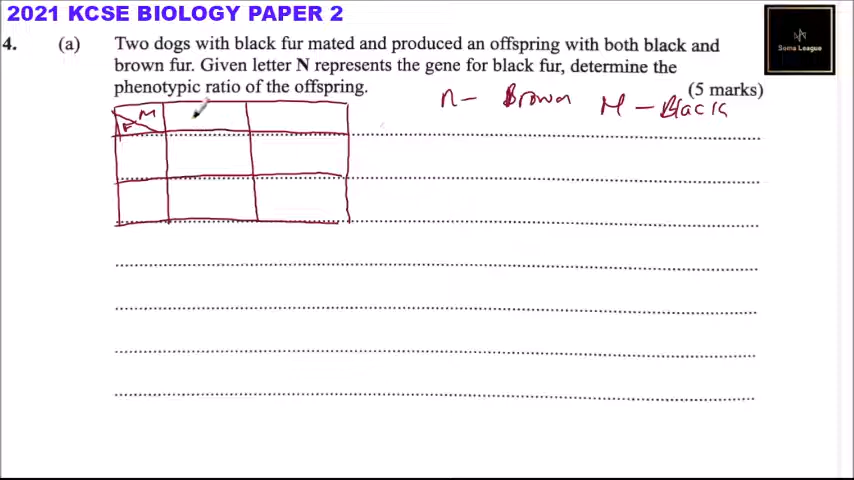 2021 KCSE BIOLOGY PAPER 2
Soma League
4. (a) Two dogs with black fur mated and produced an offspring with both black and
brown fur. Given letter N represents the gene for black fur, determine the
phenotypic ratio of the offspring. (5 marks)
n - Brown N - Black
M
F